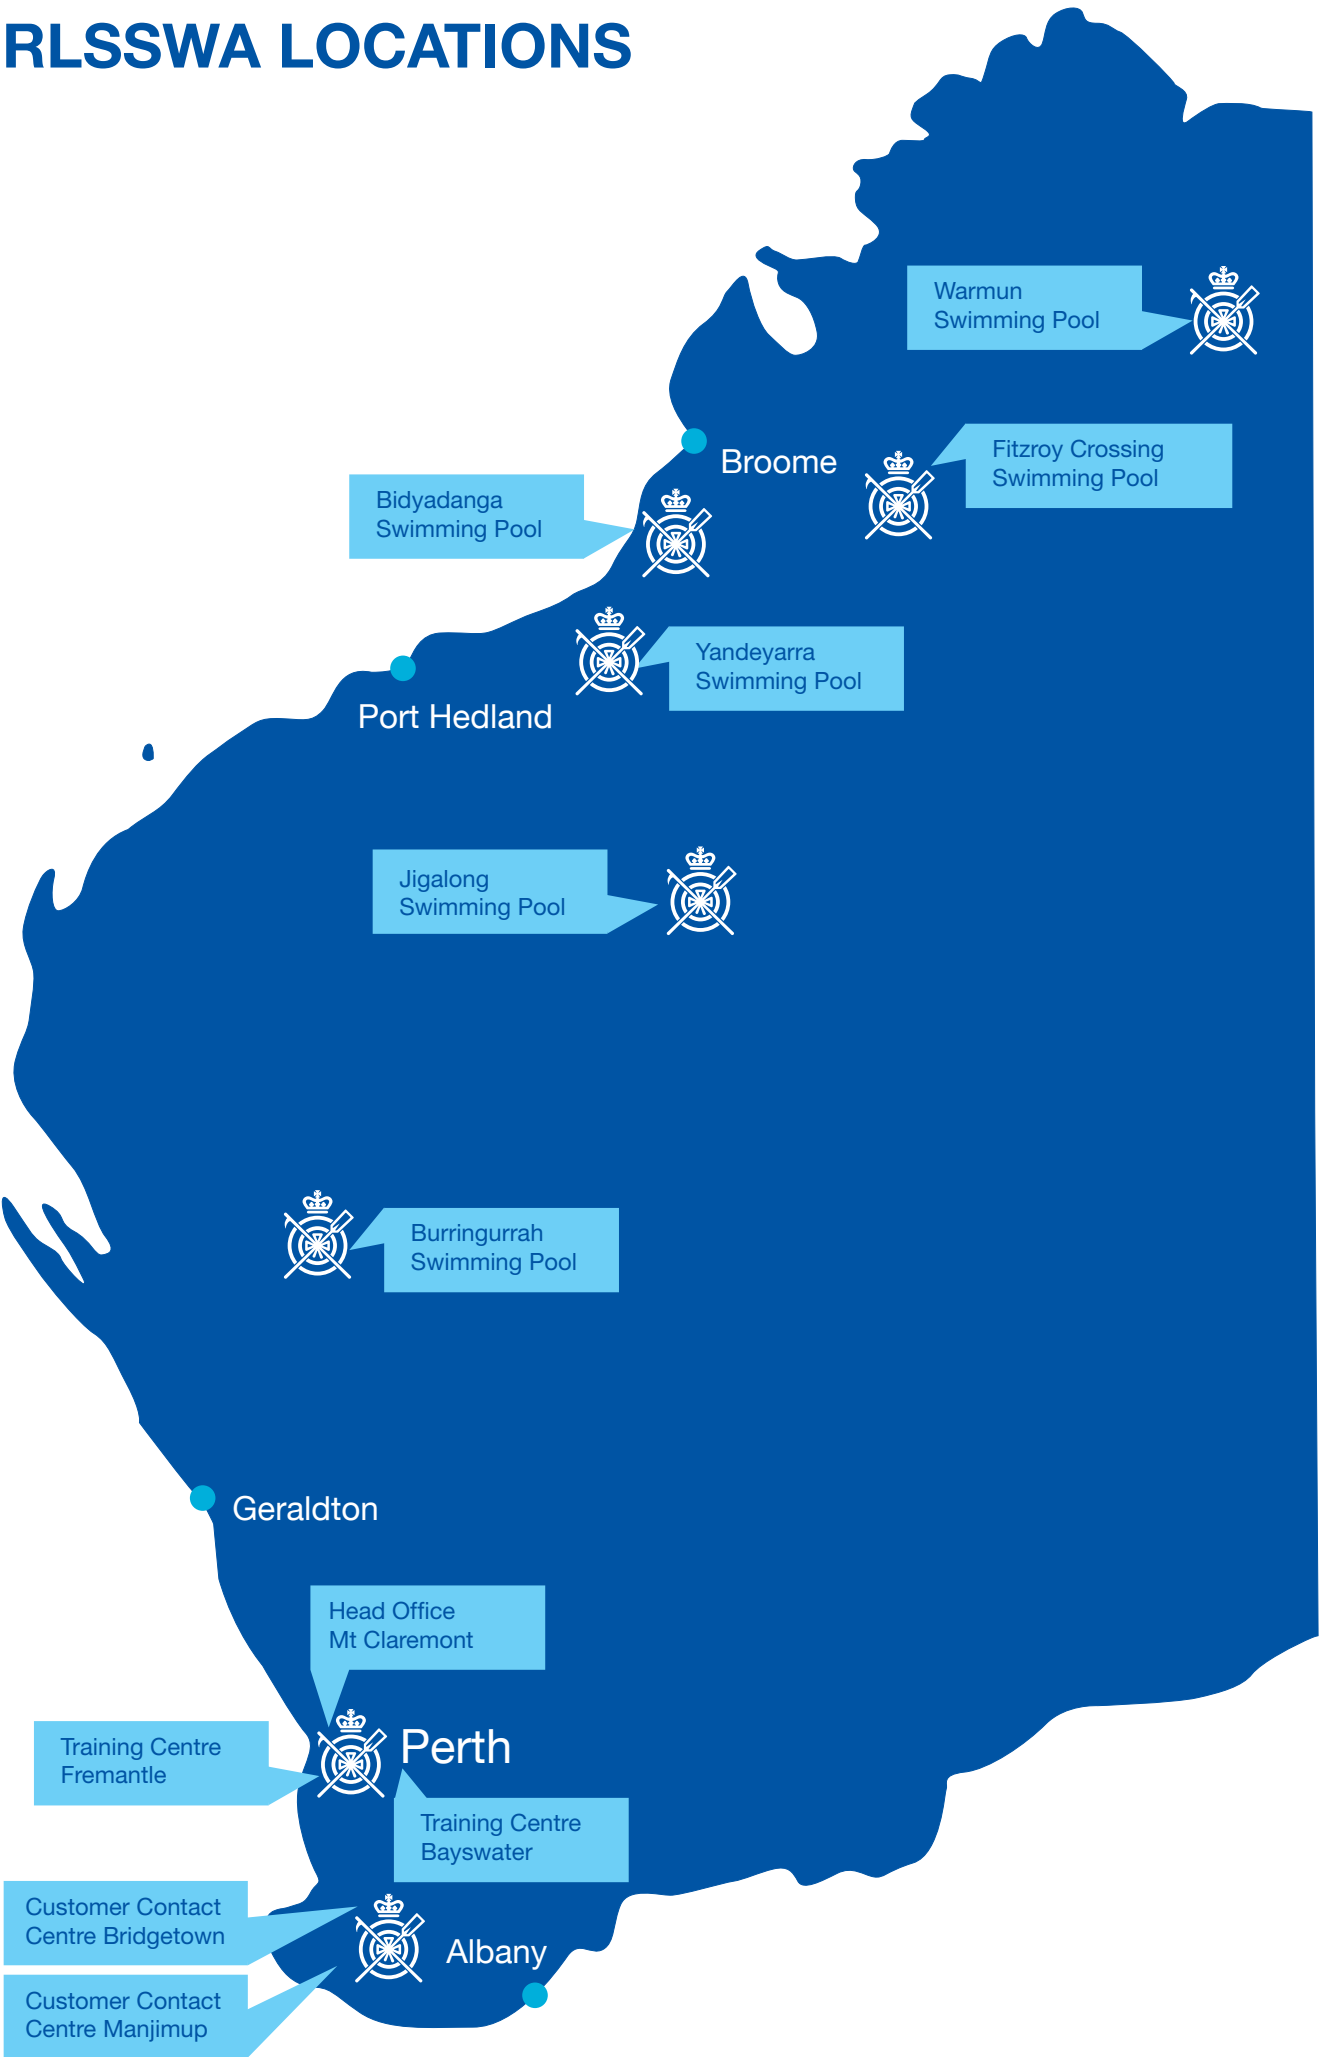 RLSSWA LOCATIONS
Warmun
Swimming Pool
Fitzroy Crossing
Swimming Pool
Broome
Bidyadanga
Swimming Pool
Yandeyarra
Swimming Pool
Port Hedland
Jigalong
Swimming Pool
Burringurrah
Swimming Pool
Geraldton
Head Office
Mt Claremont
Perth
Training Centre
Fremantle
Training Centre
Bayswater
Customer Contact
Centre Bridgetown
Albany
Customer Contact
Centre Manjimup